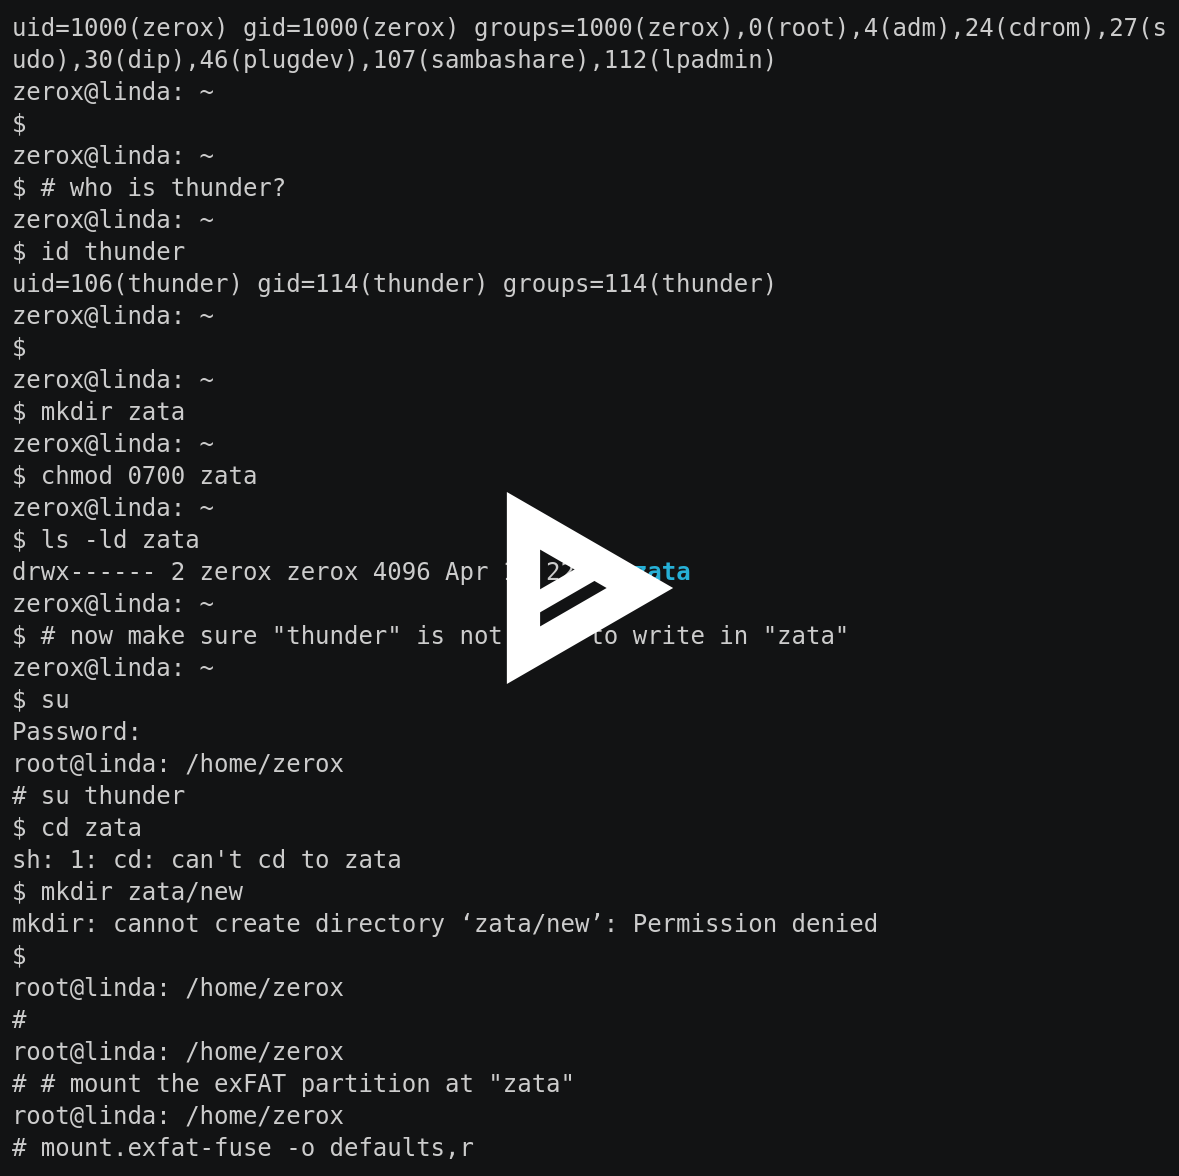 uid=1000(zerox) gid=1000(zerox) groups=1000(zerox),0(root),4(adm),24(cdrom),27(s
udo),30(dip),46(plugdev),107(sambashare),112(lpadmin)
zerox@linda: ~
$
zerox@linda: ~
$ # who is thunder?
zerox@linda: ~
$ id thunder
uid=106(thunder) gid=114(thunder) groups=114(thunder)
zerox@linda: ~
$
zerox@linda: ~
$ mkdir zata
zerox@linda: ~
$ chmod 0700 zata
zerox@linda: ~
$ ls -ld zata
drwx------ 2 zerox zerox 4096 Apr zata
zerox@linda: ~
$ # now make sure "thunder" is not to write in "zata"
zerox@linda: ~
$ su
Password:
root@linda: /home/zerox
# su thunder
$ cd zata
sh: 1: cd: can't cd to zata
$ mkdir zata/new
mkdir: cannot create directory ‘zata/new’: Permission denied
$
root@linda: /home/zerox
#
root@linda: /home/zerox
# # mount the exFAT partition at "zata"
root@linda: /home/zerox
# mount.exfat-fuse -o defaults,r